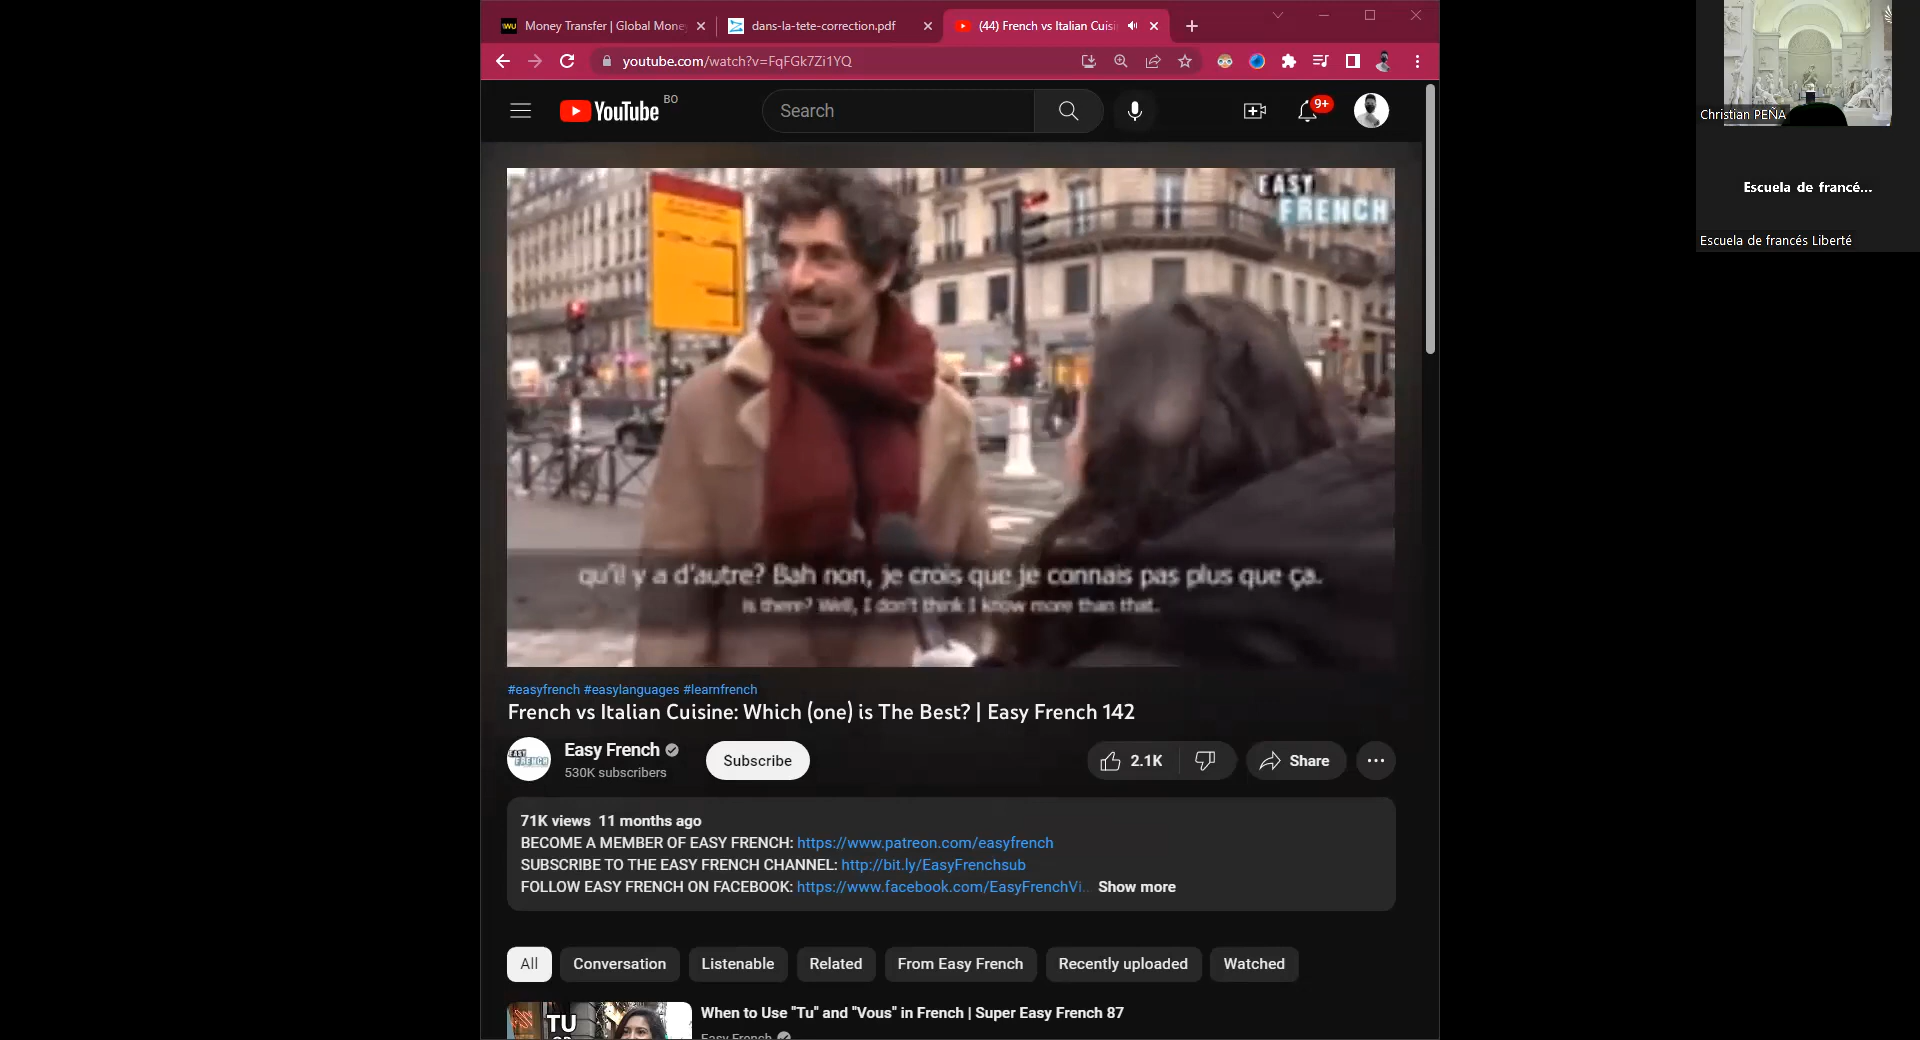 Money Transfer | Global Mone
dans-la-tete-correction.pdf
(44) French vs Italian Cuisi
youtube.com/watch?v=FqFGk7Zi1YQ
YouTube
BO
Search
9+
EASY
FRENCH
qu'il y a d'autre? Bah non, je crois que je connais pas plus que ça.
is there? Well, I don't think I know more than that.
#easyfrench #easylanguages #learnfrench
French vs Italian Cuisine: Which (one) is The Best? | Easy French 142
EASY
FRENCH
Easy French
530K subscribers
Subscribe
2.1K
Share
71K views 11 months ago
BECOME A MEMBER OF EASY FRENCH: https://www.patreon.com/easyfrench
SUBSCRIBE TO THE EASY FRENCH CHANNEL: http://bit.ly/EasyFrenchsub
FOLLOW EASY FRENCH ON FACEBOOK: https://www.facebook.com/EasyFrenchVi... Show more
All
Conversation
Listenable
Related
From Easy French
Recently uploaded
Watched
TU
When to Use "Tu" and "Vous" in French | Super Easy French 87
Easy French
Christian PEÑA
Escuela de francé...
Escuela de francés Liberté